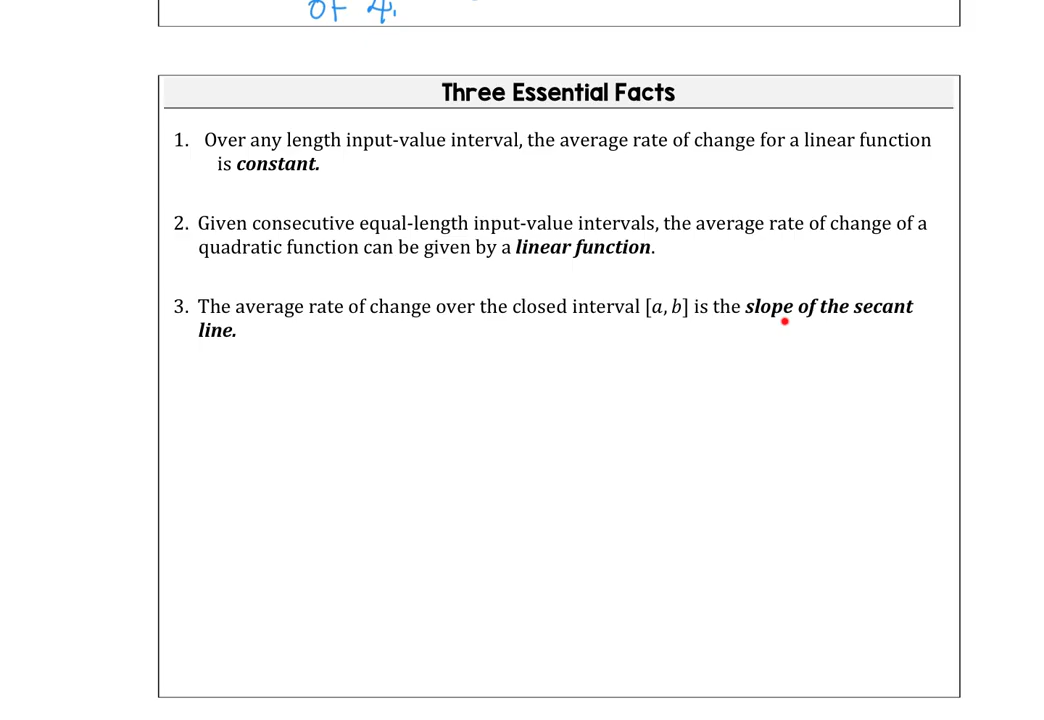 of 4.
Three Essential Facts
1. Over any length input-value interval, the average rate of change for a linear function
is constant.
2. Given consecutive equal-length input-value intervals, the average rate of change of a
quadratic function can be given by a linear function.
3. The average rate of change over the closed interval [a, b] is the slope of the secant
line.